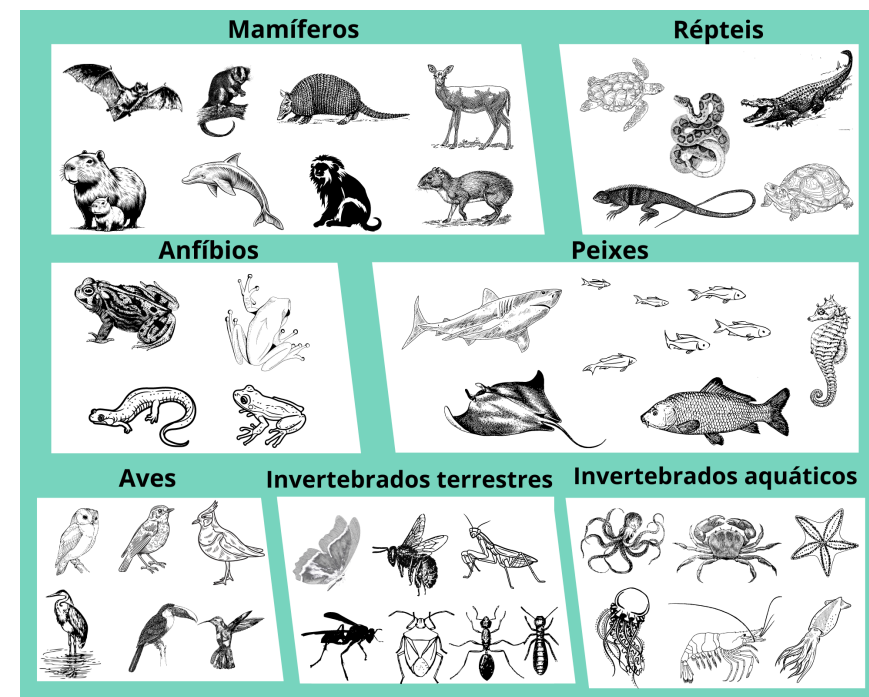 Mamíferos
Répteis
Anfíbios
Peixes
Aves
Invertebrados terrestres
Invertebrados aquáticos